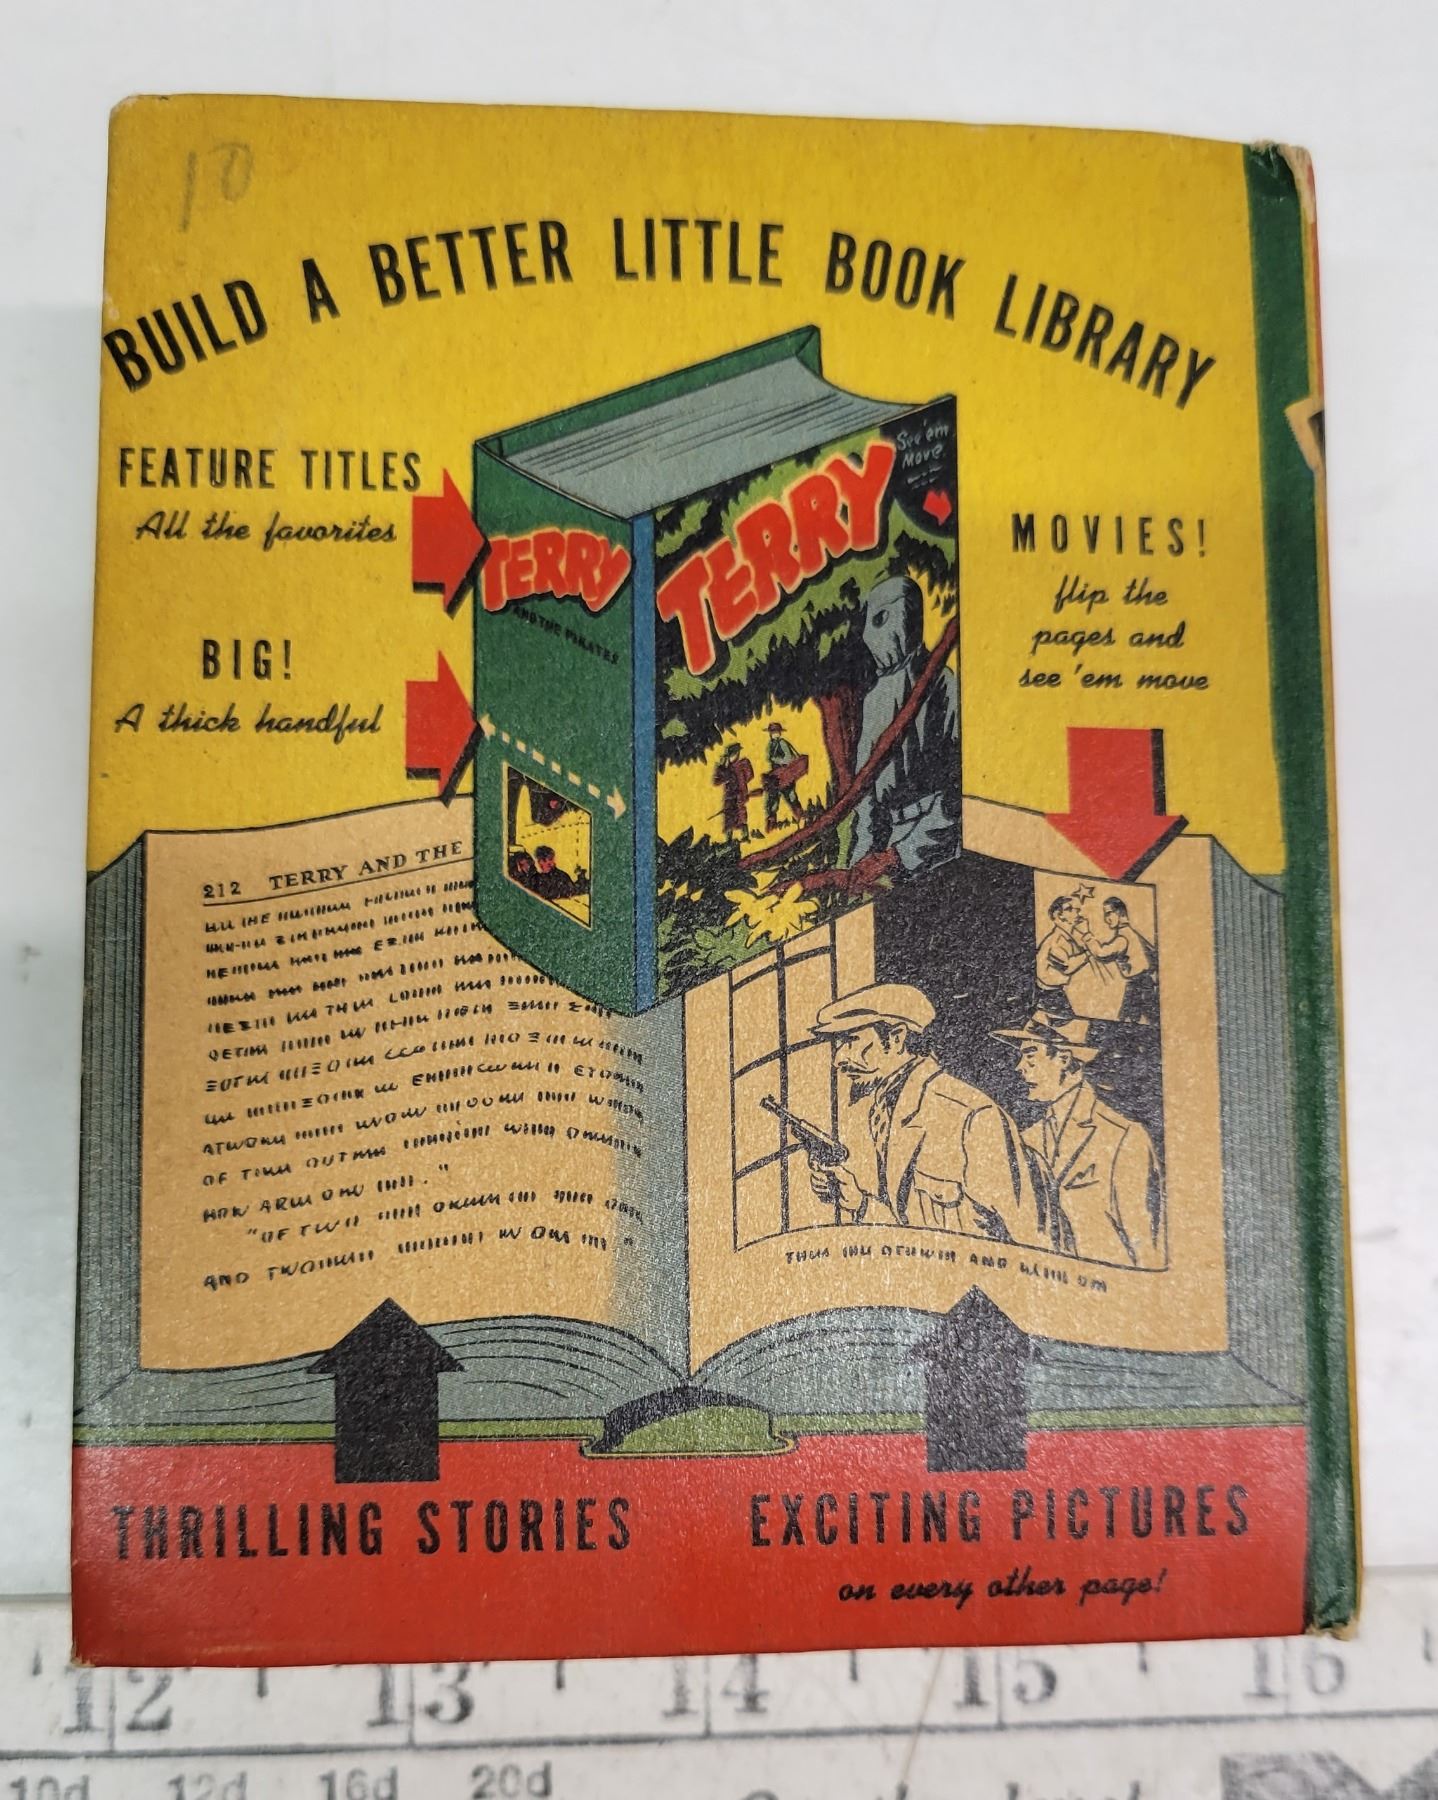 10
BUILD A BETTER LITTLE BOOK LIBRARY
FEATURE TITLES
All the favorites
BIG!
A thick handful
TERRY
AND THE PIRATES
See 'em
Move
TERRY
MOVIES!
flip the
pages and
see 'em move
212 TERRY AND THE
THRILLING STORIES
EXCITING PICTURES
on every other page!
12 13 14 15 16
10d 12d 16d 20d